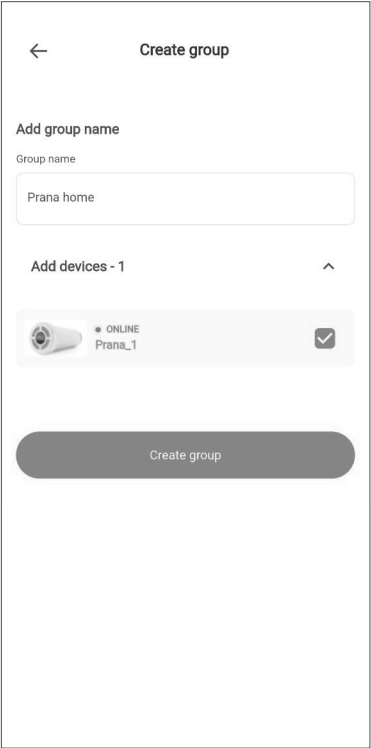 Create group
Add group name
Group name
Prana home
Add devices - 1
ONLINE
Prana_1
Create group